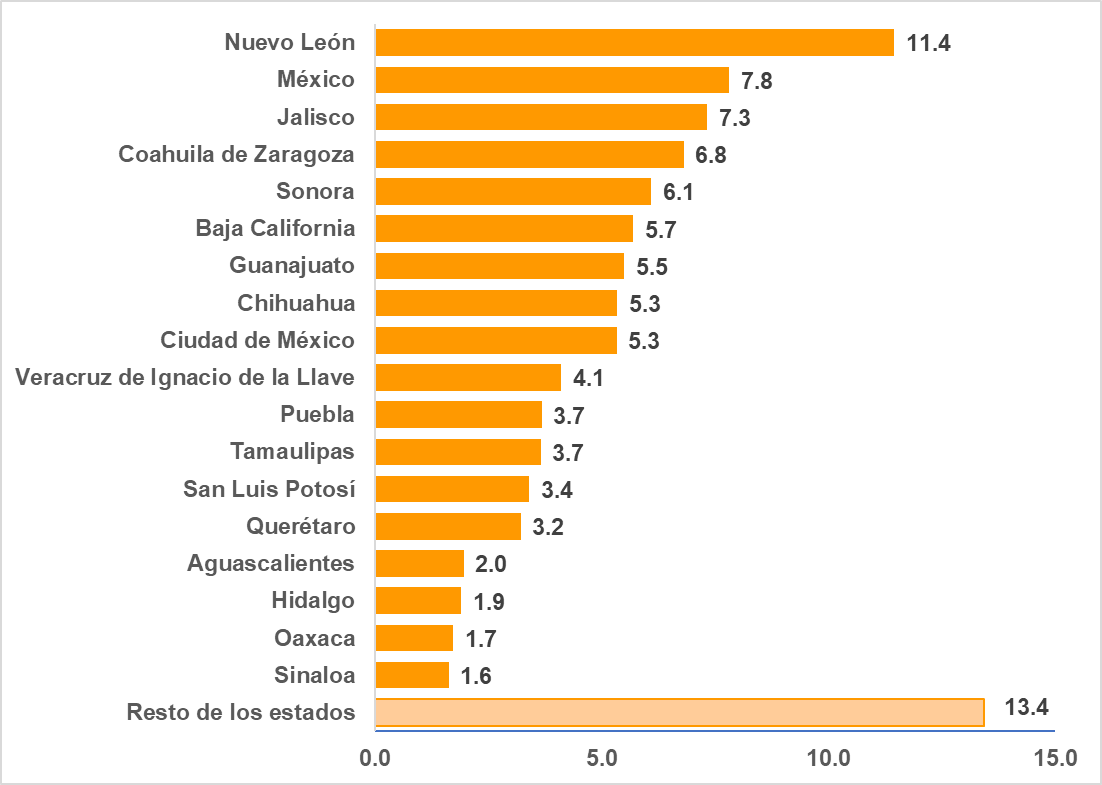 Nuevo León 11.4
México 7.8
Jalisco 7.3
Coahuila de Zaragoza 6.8
Sonora 6.1
Baja California 5.7
Guanajuato 5.5
Chihuahua 5.3
Ciudad de México 5.3
Veracruz de Ignacio de la Llave 4.1
Puebla 3.7
Tamaulipas 3.7
San Luis Potosí 3.4
Querétaro 3.2
Aguascalientes 2.0
Hidalgo 1.9
Oaxaca 1.7
Sinaloa 1.6
Resto de los estados 13.4
0.0 5.0 10.0 15.0